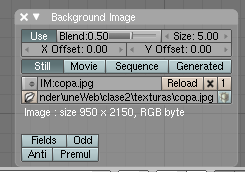 Background Image
Use Blend:0.50 Size: 5.00
X Offset: 0.00 Y Offset: 0.00
Still Movie Sequence Generated
IM:copa.jpg Reload 1
nder\uneWeb\clase2\texturas\copa.jpg
Image : size 950 x 2150, RGB byte
Fields Odd
Anti Premul